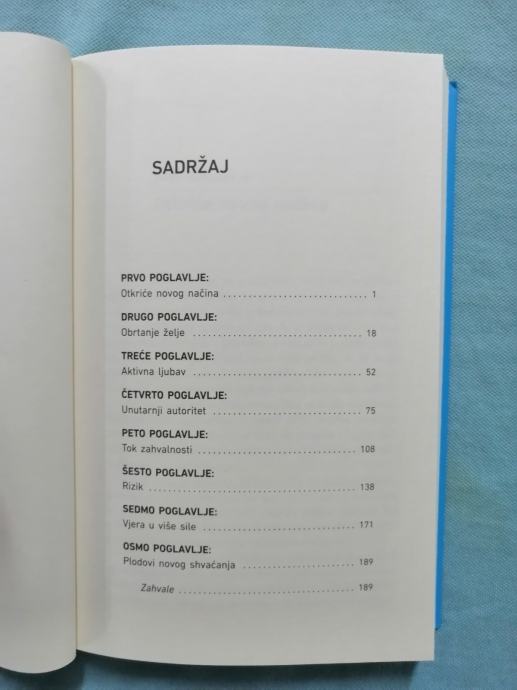 SADRŽAJ
PRVO POGLAVLJE:
Otkriće novog načina ........................... 1
DRUGO POGLAVLJE:
Obrtanje želje ................................ 18
TREĆE POGLAVLJE:
Aktivna ljubav ................................ 52
ČETVRTO POGLAVLJE:
Unutarnji autoritet ........................... 75
PETO POGLAVLJE:
Tok zahvalnosti .............................. 108
ŠESTO POGLAVLJE:
Rizik ........................................ 138
SEDMO POGLAVLJE:
Vjera u više sile ............................ 171
OSMO POGLAVLJE:
Plodovi novog shvaćanja ...................... 189
Zahvale ...................................... 189